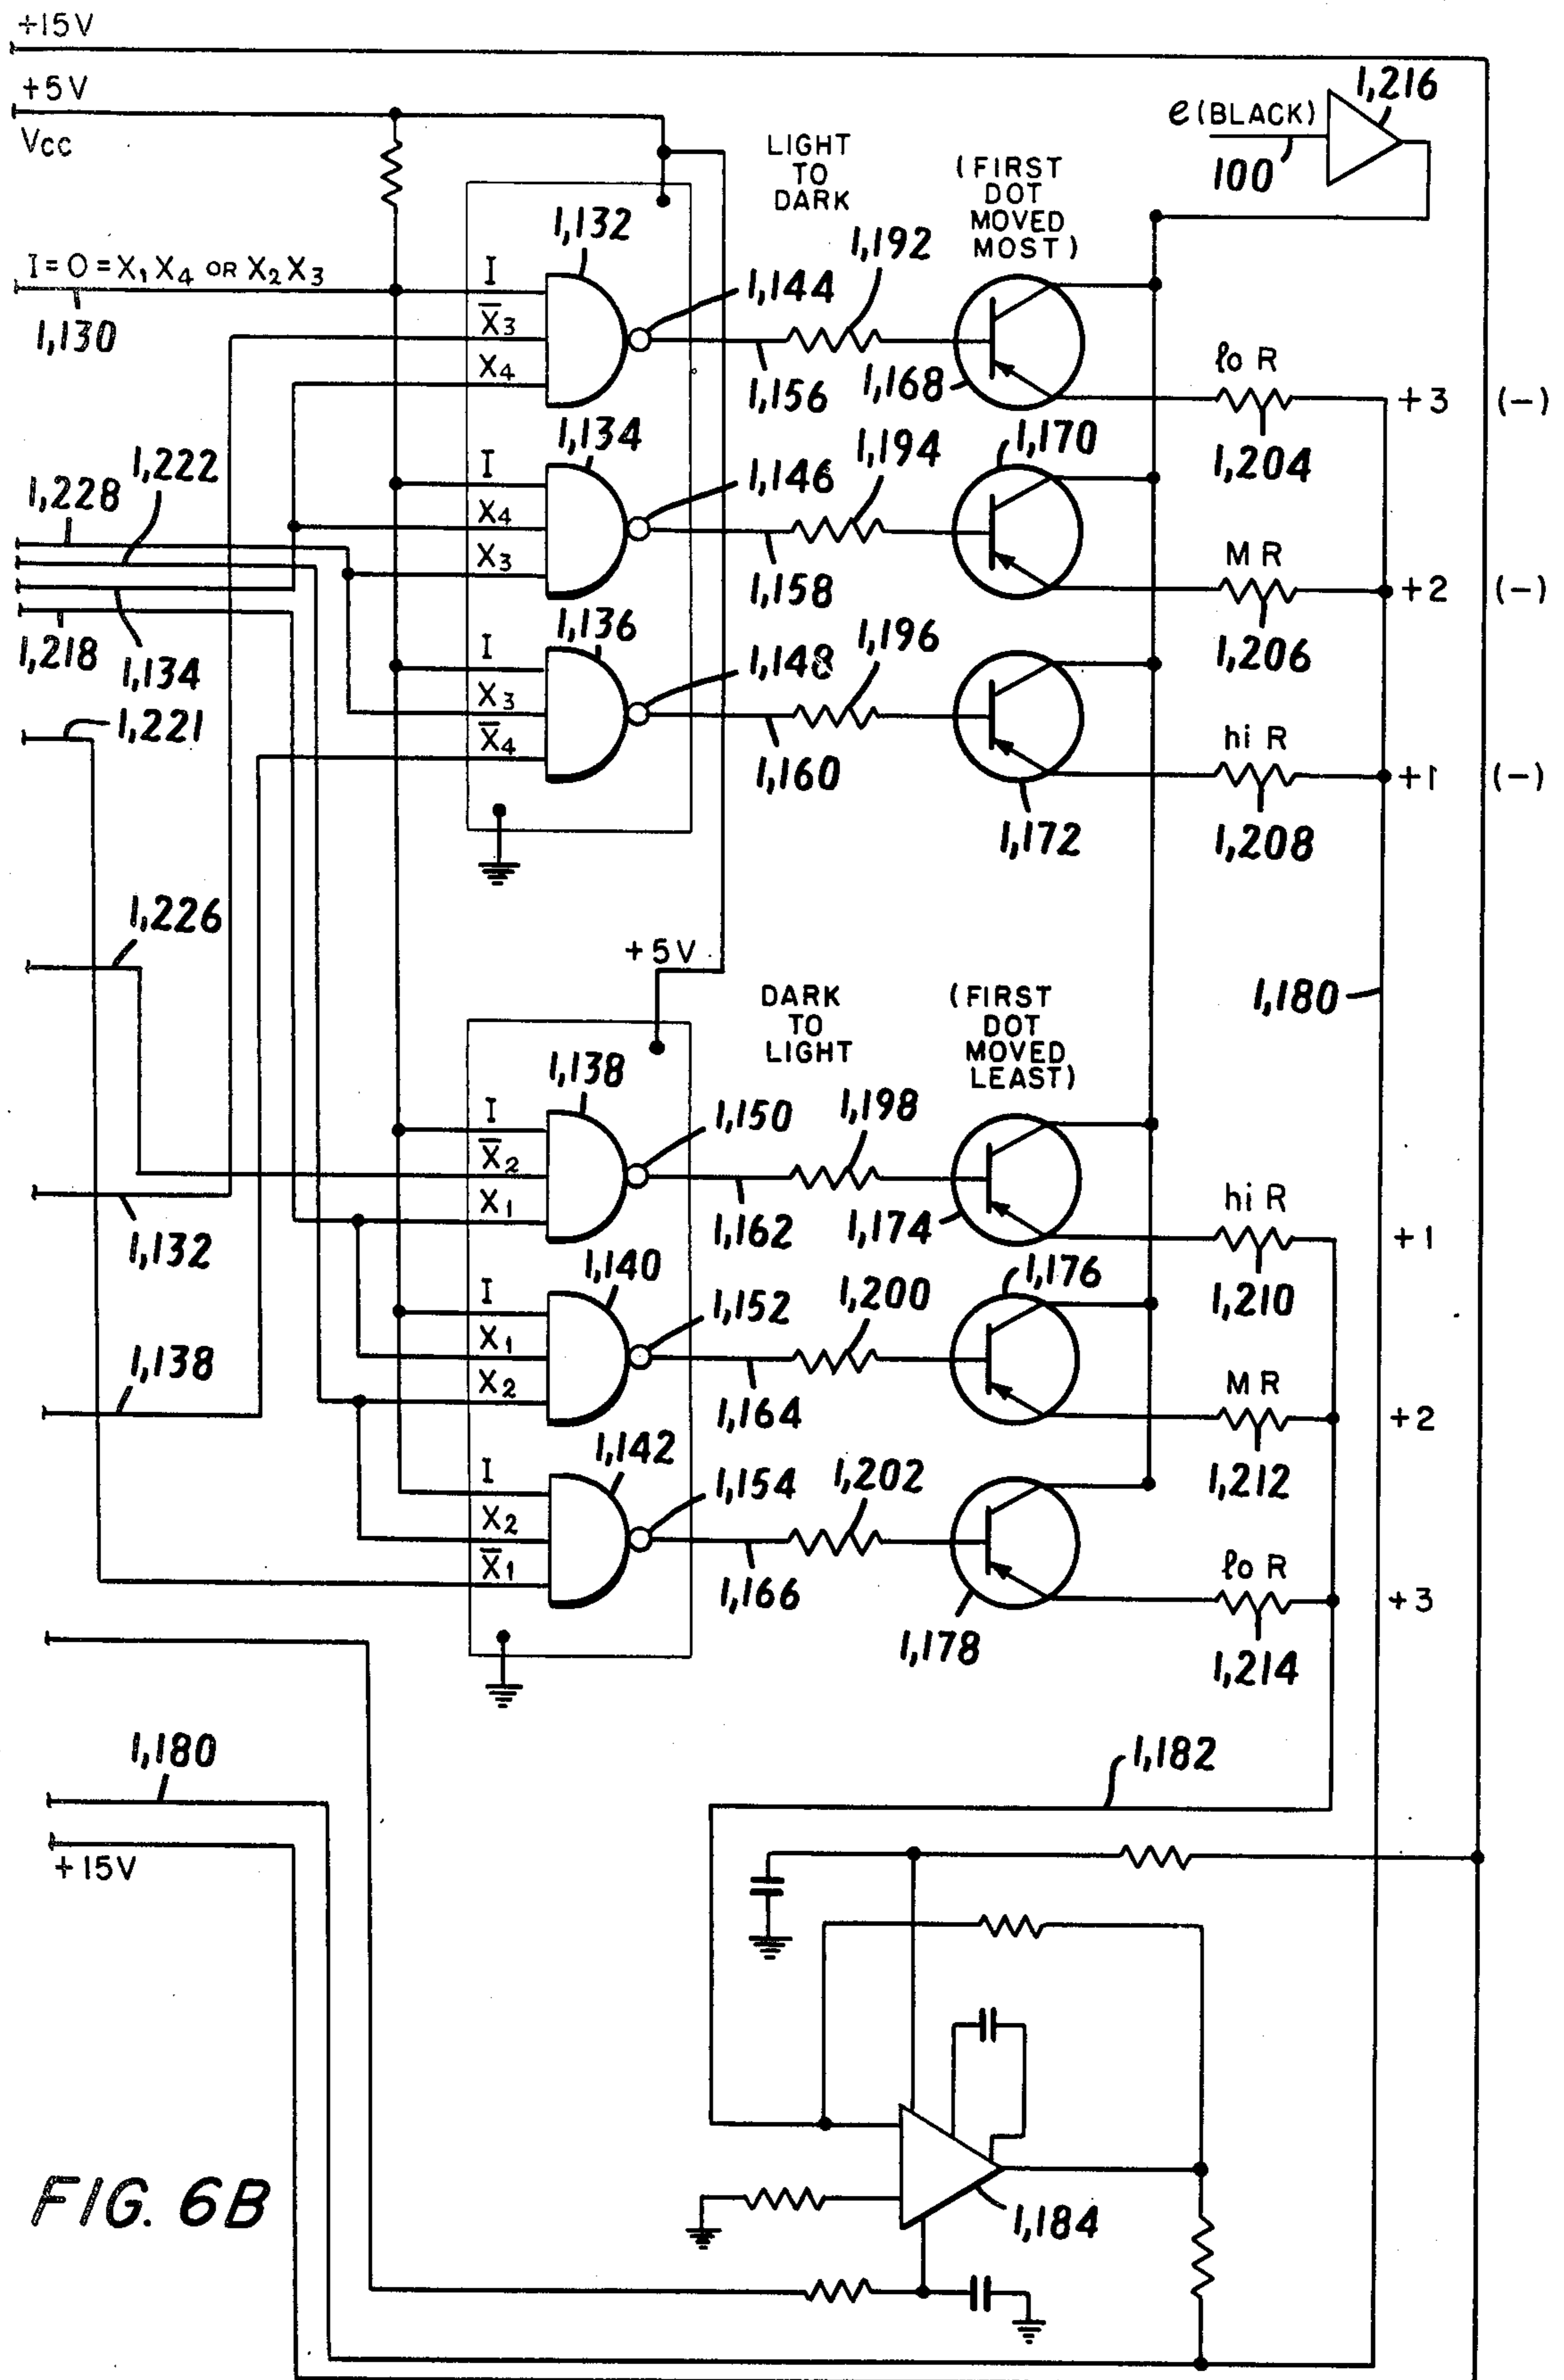 +15V
+5V
Vcc
e (BLACK)
1,216
100
LIGHT
TO
DARK
(FIRST
DOT
MOVED
MOST)
I = O = X₁ X₄ OR X₂ X₃
1,130
1,132
I
X̅₃
X₄
1,144
1,156
1,192
1,168
lo R
1,204
+3 (-)
1,134
I
X₄
X₃
1,146
1,158
1,194
1,170
M R
1,206
+2 (-)
1,228
1,222
1,218
1,134
1,136
I
X₃
X̅₄
1,148
1,160
1,196
1,172
hi R
1,208
+1 (-)
1,221
1,226
+5V
1,180
DARK
TO
LIGHT
(FIRST
DOT
MOVED
LEAST)
1,138
I
X̅₂
X₁
1,150
1,162
1,198
1,174
hi R
1,210
+1
1,132
1,140
I
X₁
X₂
1,152
1,164
1,200
1,176
M R
1,212
+2
1,138
1,142
I
X₂
X̅₁
1,154
1,166
1,202
1,178
lo R
1,214
+3
1,180
+15V
1,182
1,184
FIG. 6B